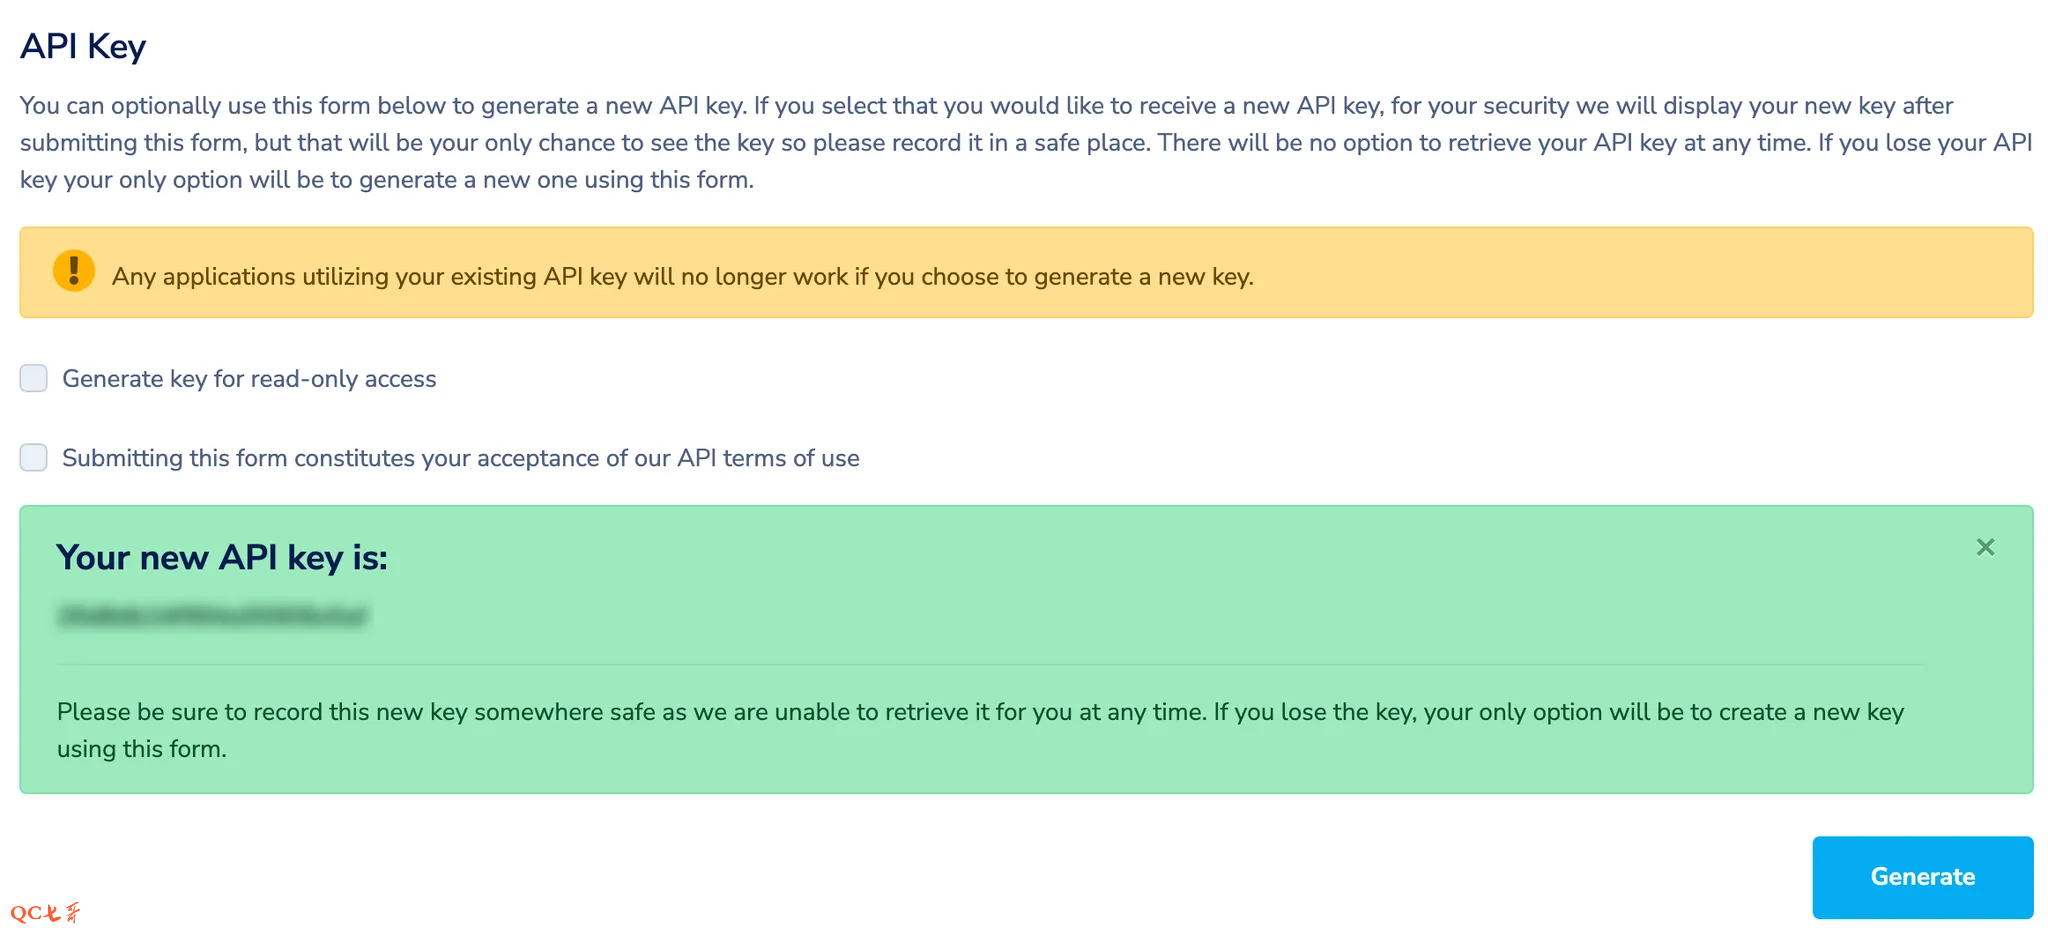 API Key
You can optionally use this form below to generate a new API key. If you select that you would like to receive a new API key, for your security we will display your new key after
submitting this form, but that will be your only chance to see the key so please record it in a safe place. There will be no option to retrieve your API key at any time. If you lose your API
key your only option will be to generate a new one using this form.
Any applications utilizing your existing API key will no longer work if you choose to generate a new key.
Generate key for read-only access
Submitting this form constitutes your acceptance of our API terms of use
Your new API key is:
Please be sure to record this new key somewhere safe as we are unable to retrieve it for you at any time. If you lose the key, your only option will be to create a new key
using this form.
Generate
QC七哥